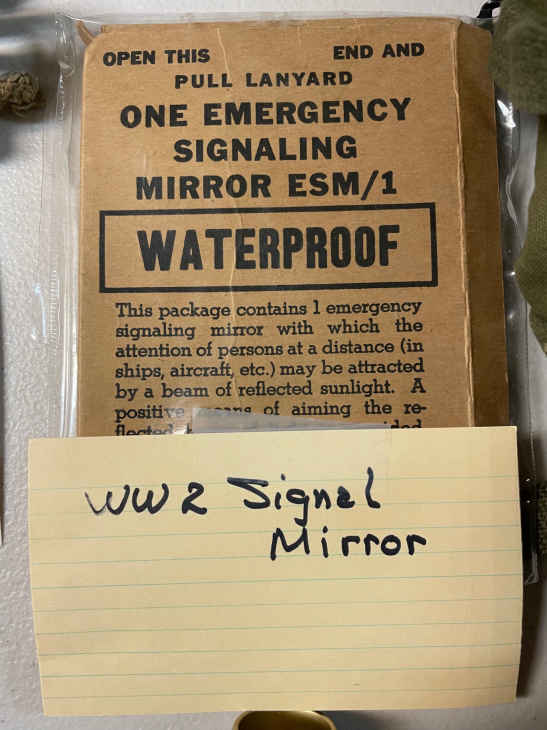 OPEN THIS END AND
PULL LANYARD
ONE EMERGENCY
SIGNALING
MIRROR ESM/1
WATERPROOF
This package contains 1 emergency
signaling mirror with which the
attention of persons at a distance (in
ships, aircraft, etc.) may be attracted
by a beam of reflected sunlight. A
positive of aiming the re-
flected
WW2 Signal
Mirror